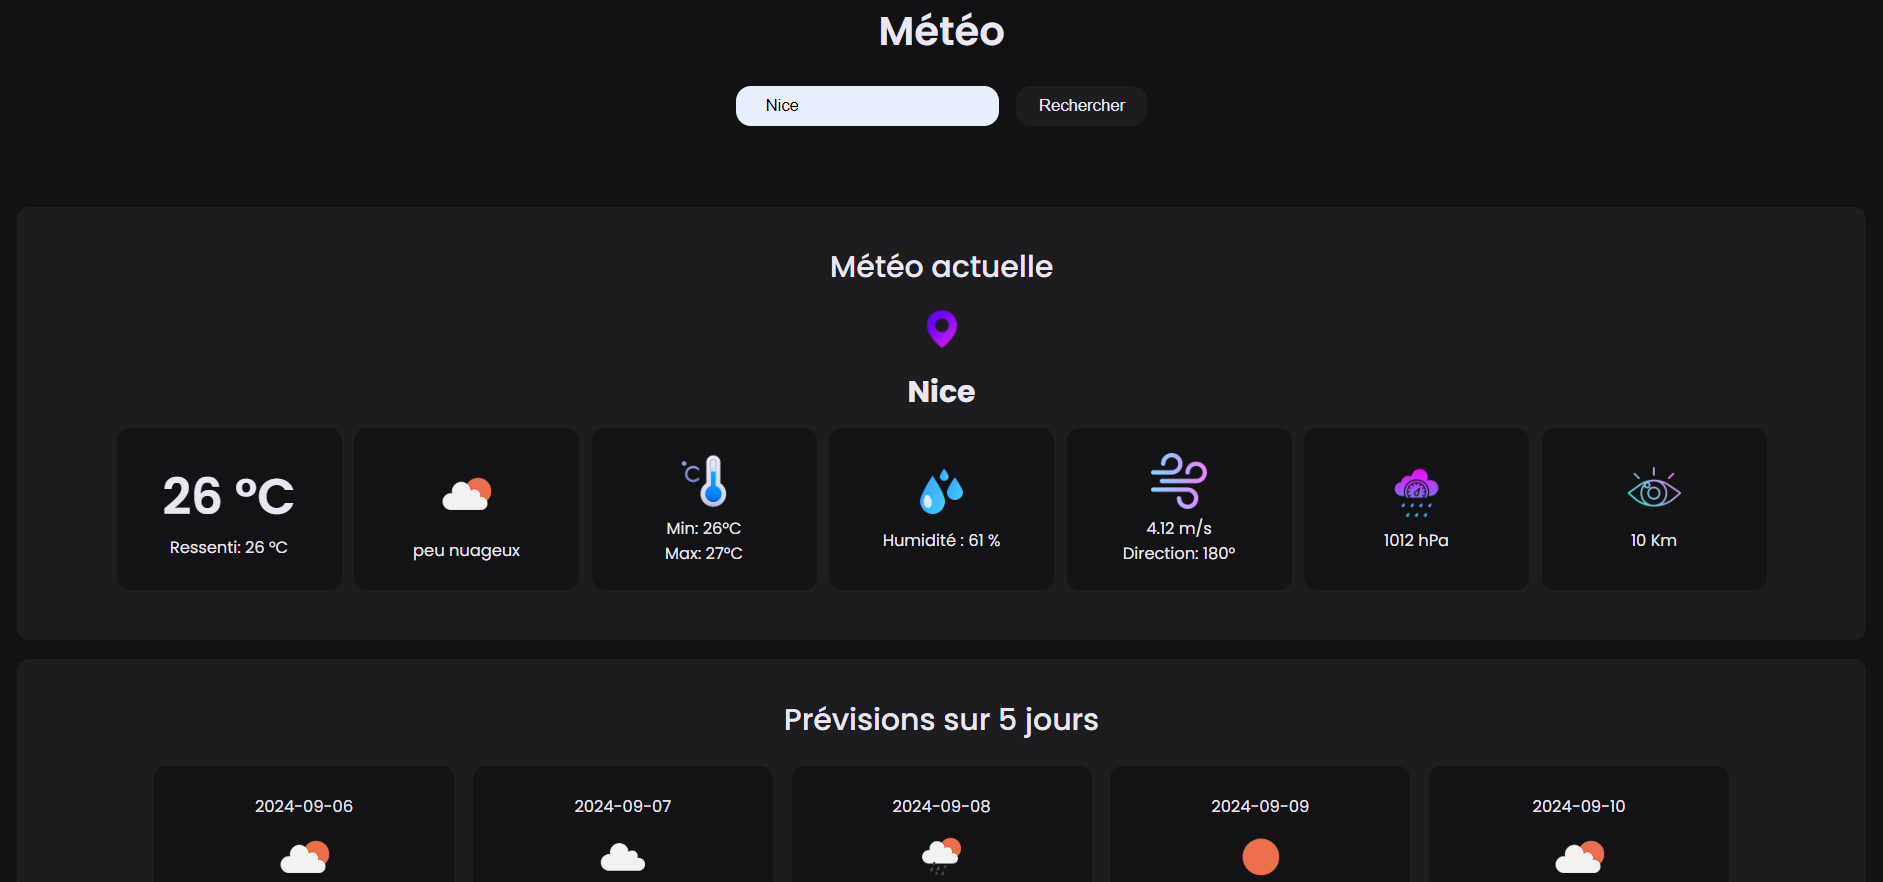 Météo
Nice
Rechercher
Météo actuelle
Nice
26 °C
Ressenti: 26 °C
peu nuageux
°C
Min: 26°C
Max: 27°C
Humidité : 61 %
4.12 m/s
Direction: 180°
1012 hPa
10 Km
Prévisions sur 5 jours
2024-09-06
2024-09-07
2024-09-08
2024-09-09
2024-09-10